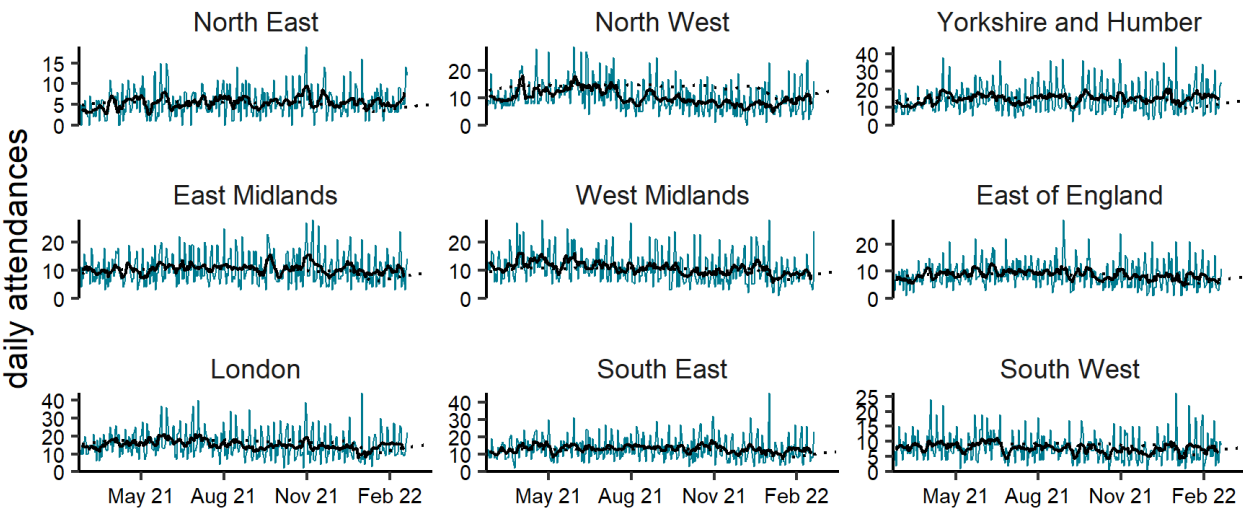 North East North West Yorkshire and Humber
15 10 5 0
20 10 0
40 30 20 10 0
East Midlands West Midlands East of England
20 10 0
20 10 0
20 10 0
daily attendances
London South East South West
40 30 20 10 0
40 30 20 10 0
25 20 15 10 5 0
May 21 Aug 21 Nov 21 Feb 22 May 21 Aug 21 Nov 21 Feb 22 May 21 Aug 21 Nov 21 Feb 22